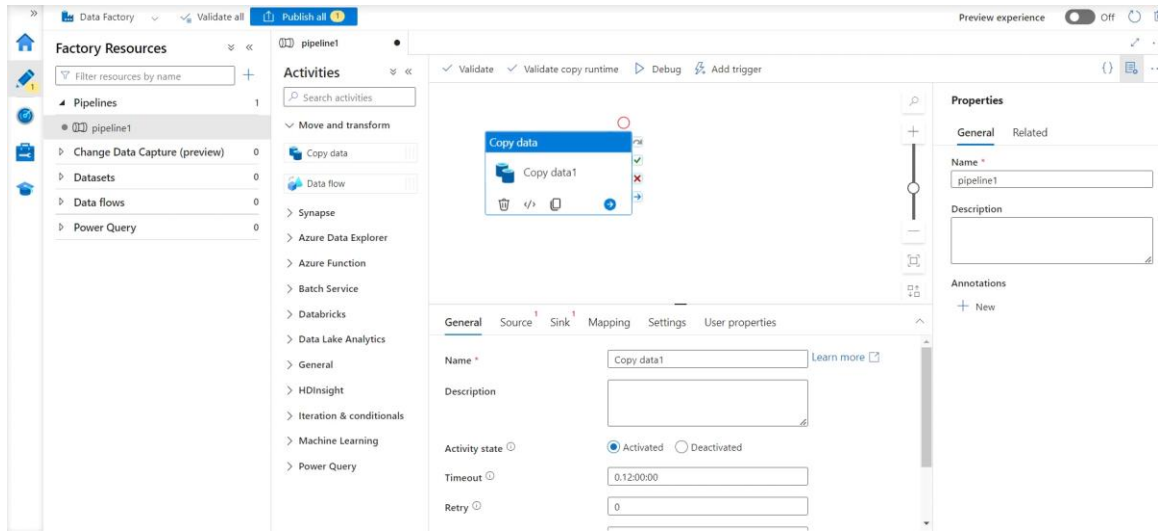 Data Factory
Validate all
Publish all 1
Preview experience
Off
Factory Resources
Filter resources by name
Pipelines 1
pipeline1
Change Data Capture (preview) 0
Datasets 0
Data flows 0
Power Query 0
pipeline1
Activities
Search activities
Move and transform
Copy data
Data flow
Synapse
Azure Data Explorer
Azure Function
Batch Service
Databricks
Data Lake Analytics
General
HDInsight
Iteration & conditionals
Machine Learning
Power Query
Validate
Validate copy runtime
Debug
Add trigger
Copy data
Copy data1
General
Source 1
Sink 1
Mapping
Settings
User properties
Name *
Copy data1
Learn more
Description
Activity state
Activated
Deactivated
Timeout
0.12:00:00
Retry
0
Properties
General
Related
Name *
pipeline1
Description
Annotations
New
1